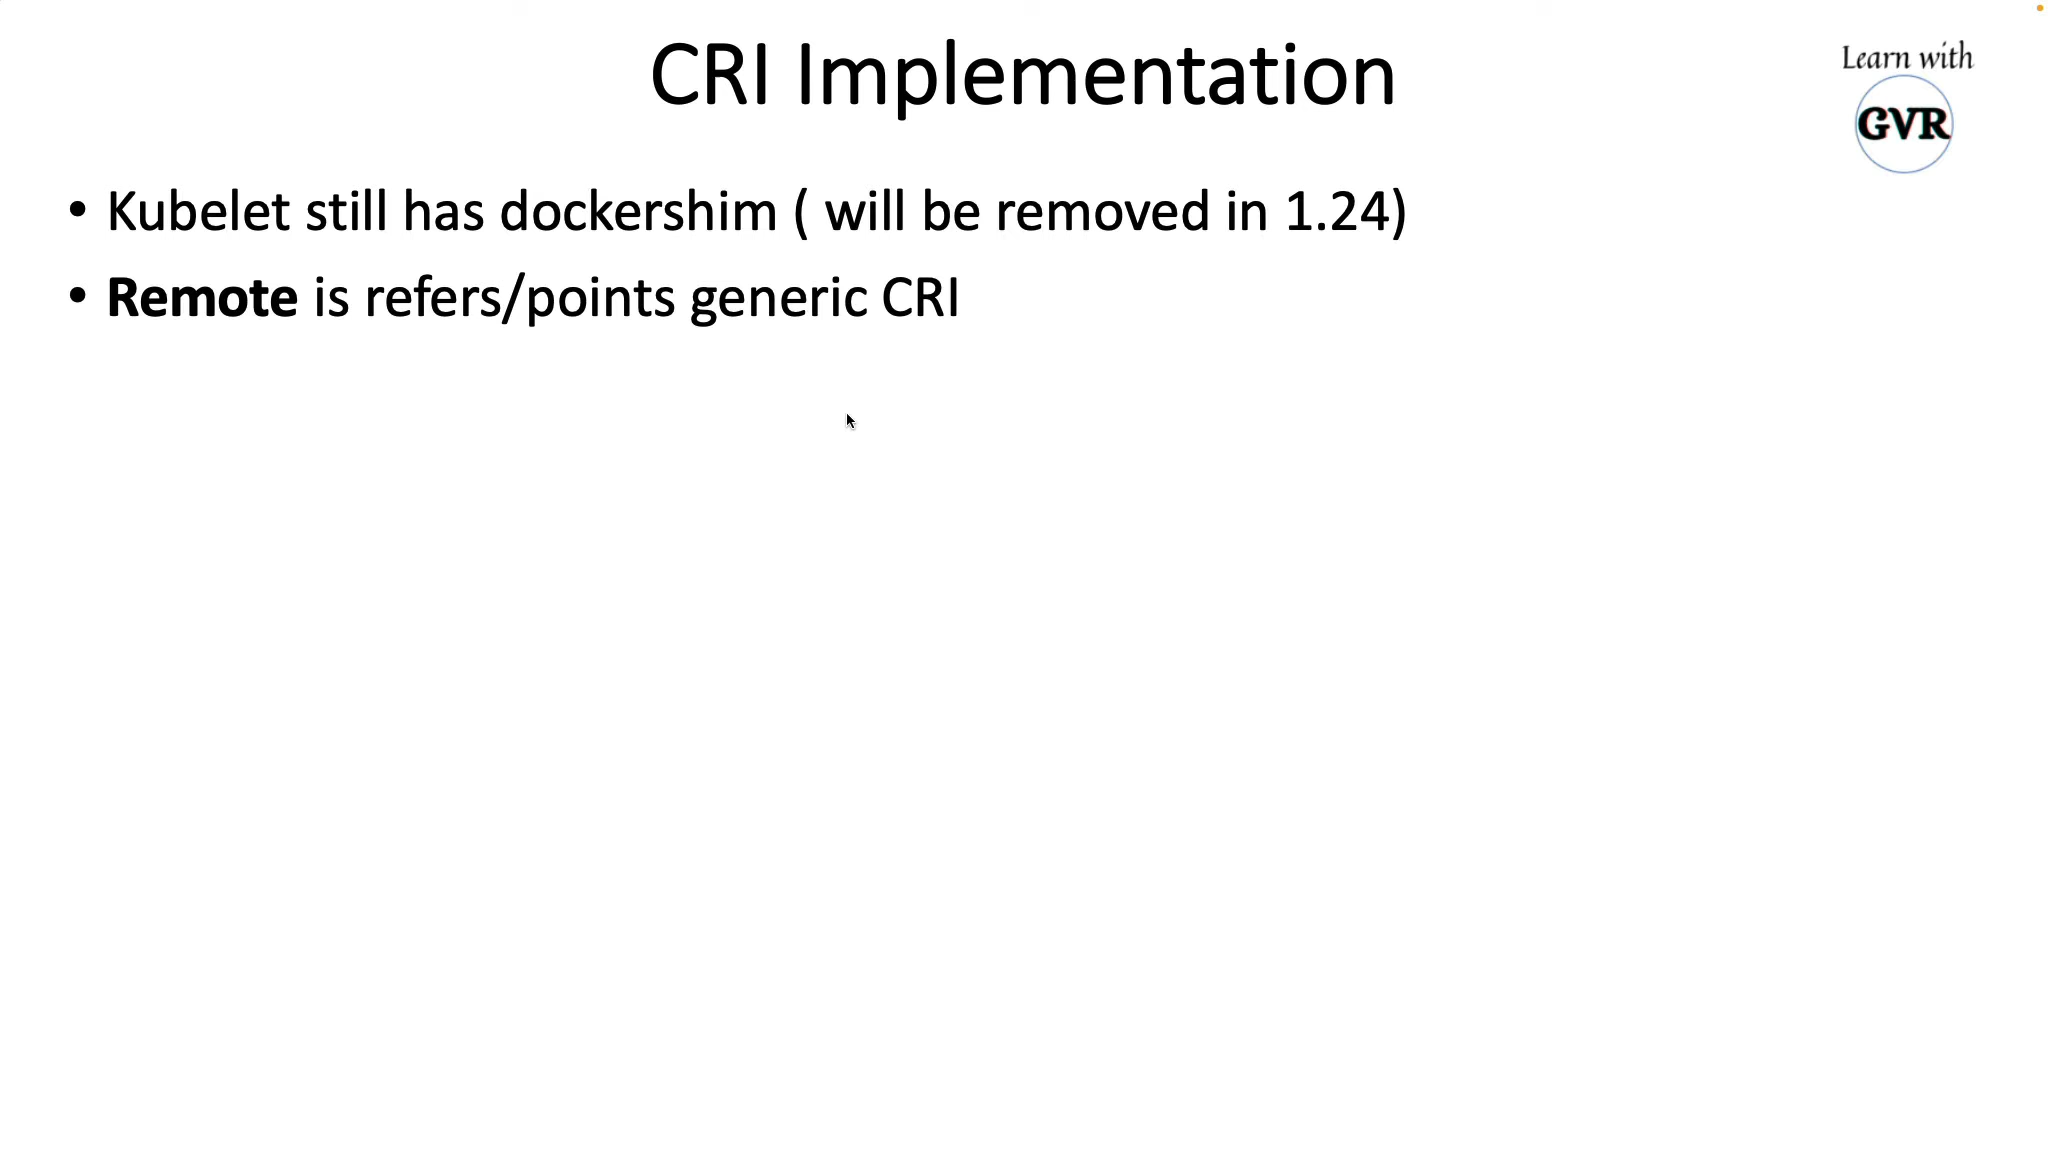 CRI Implementation
Learn with
GVR
• Kubelet still has dockershim ( will be removed in 1.24)
• Remote is refers/points generic CRI